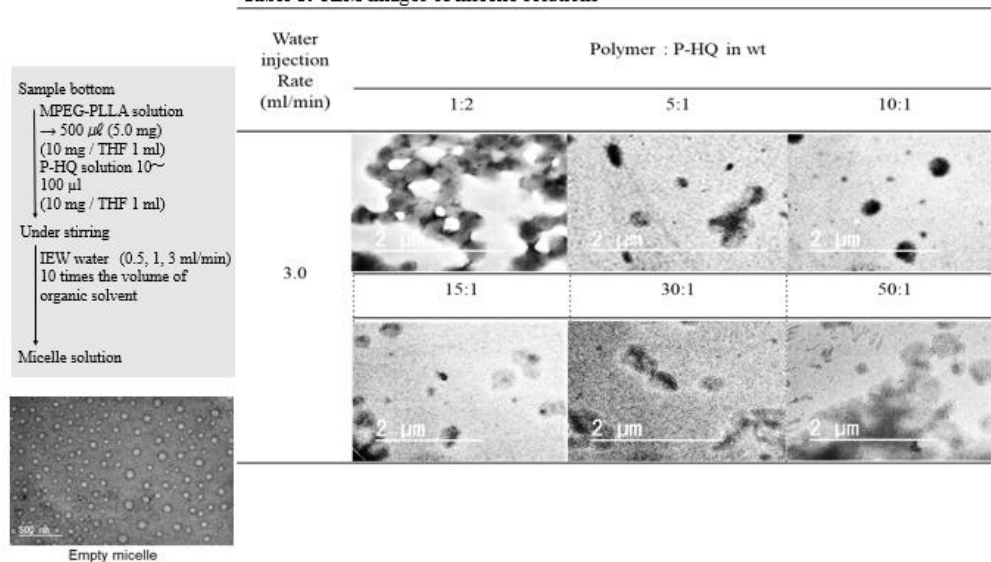 Water
injection
Rate
(ml/min)
Polymer : P-HQ in wt
1:2
5:1
10:1
3.0
2 μm
2 μm
2 μm
15:1
30:1
50:1
2 μm
2 μm
2 μm
Sample bottom
MPEG-PLLA solution
→ 500 ㎕ (5.0 mg)
(10 mg / THF 1 ml)
P-HQ solution 10~
100 μl
(10 mg / THF 1 ml)
Under stirring
IEW water (0.5, 1, 3 ml/min)
10 times the volume of
organic solvent
Micelle solution
500 nm
Empty micelle